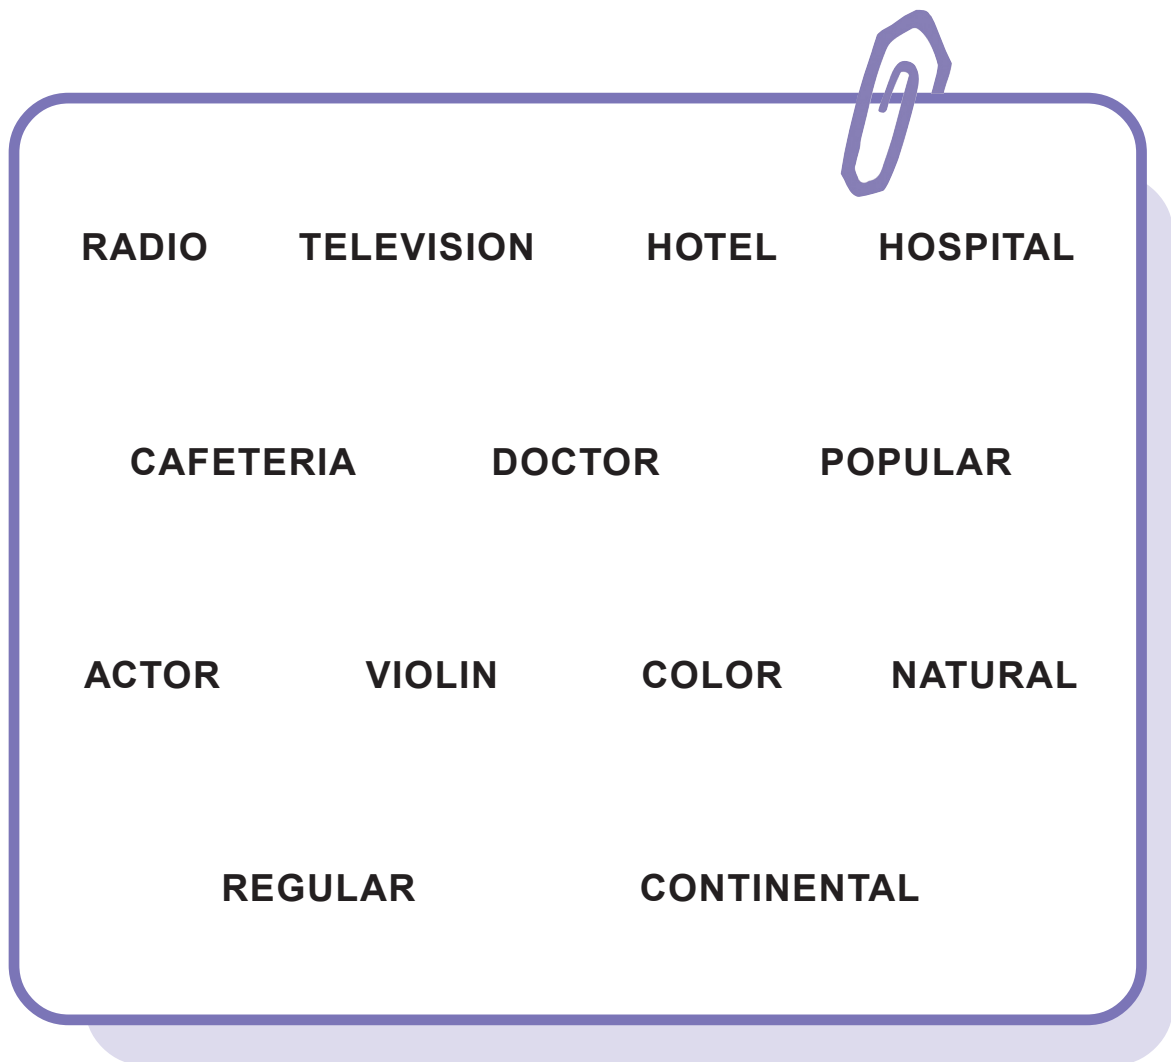 RADIO TELEVISION HOTEL HOSPITAL
CAFETERIA DOCTOR POPULAR
ACTOR VIOLIN COLOR NATURAL
REGULAR CONTINENTAL